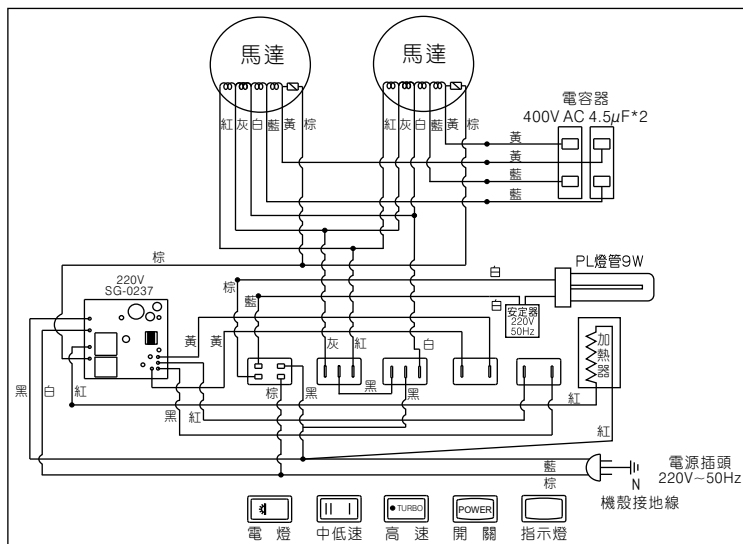 馬達
馬達
電容器
400V AC 4.5µF*2
紅 灰 白 藍 黃 棕
紅 灰 白 藍 黃 棕
黃
黃
藍
藍
棕
220V
SG-0237
棕
藍
白
白
安定器
220V
50Hz
PL燈管9W
黃
黃
灰
紅
白
加熱器
黑
白
紅
棕
黑
黑
黑
紅
黑
紅
紅
藍
棕
N
電源插頭
220V~50Hz
機殼接地線
TURBO
POWER
電 燈
中低速
高 速
開 關
指示燈